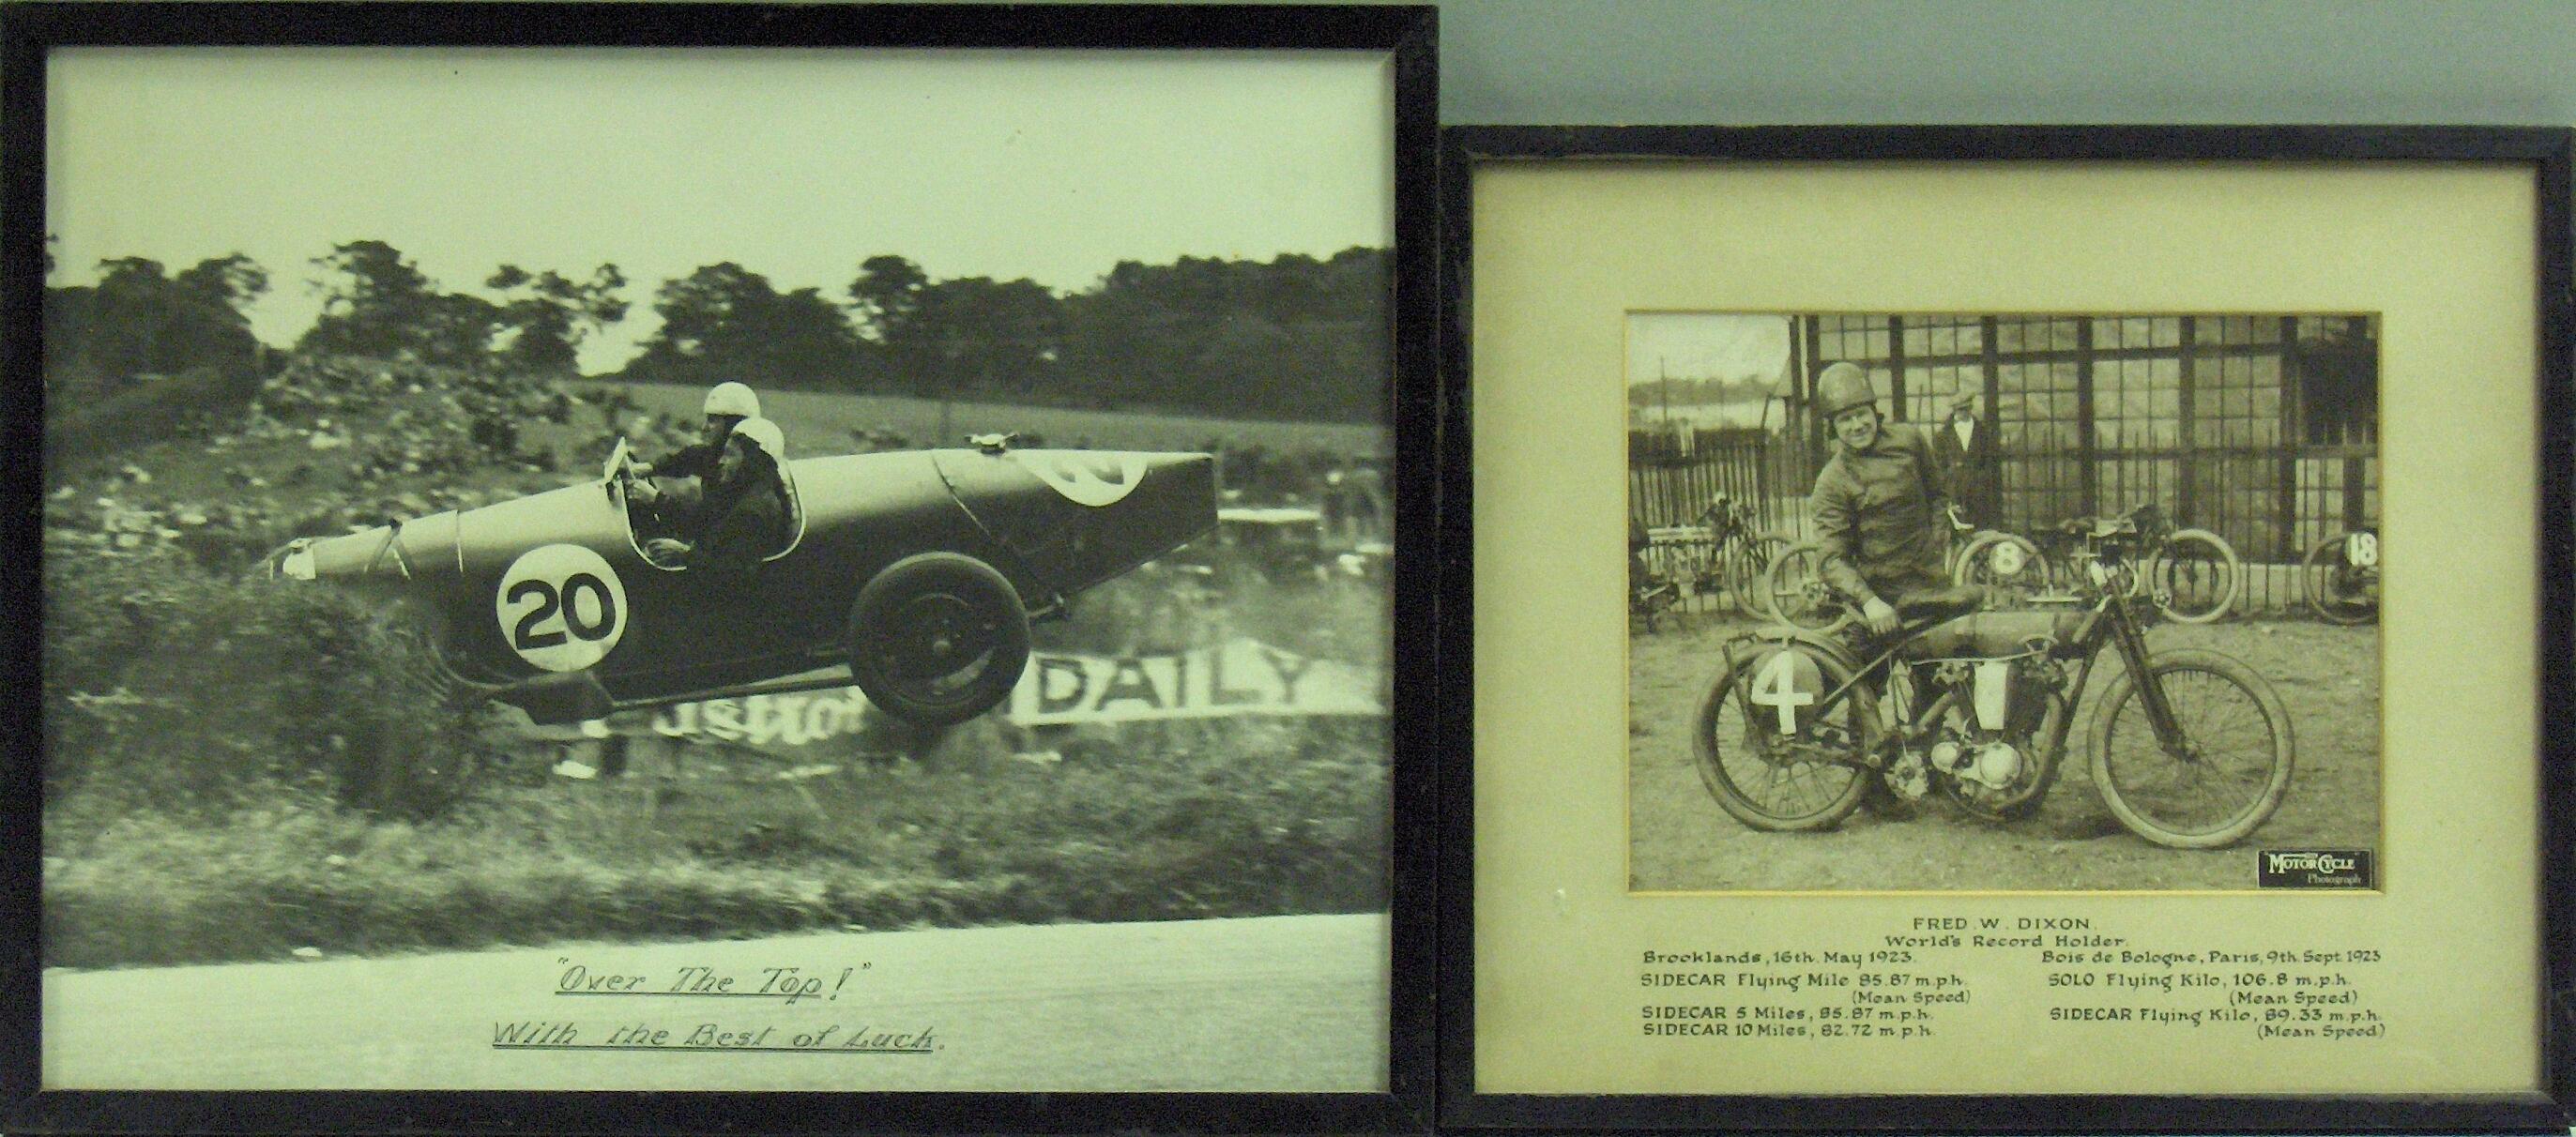 20
DAILY
"Over The Top!"
With the Best of Luck.
8
18
4
1
THE
MOTOR CYCLE
Photograph
FRED. W. DIXON.
World's Record Holder.
Brooklands, 16th. May 1923.
SIDECAR Flying Mile 85.87 m.p.h.
(Mean Speed)
SIDECAR 5 Miles, 85.87 m.p.h.
SIDECAR 10 Miles, 82.72 m.p.h.
Bois de Bologne, Paris, 9th. Sept. 1923
SOLO Flying Kilo, 106.8 m.p.h.
(Mean Speed)
SIDECAR Flying Kilo, 89.33 m.p.h.
(Mean Speed)